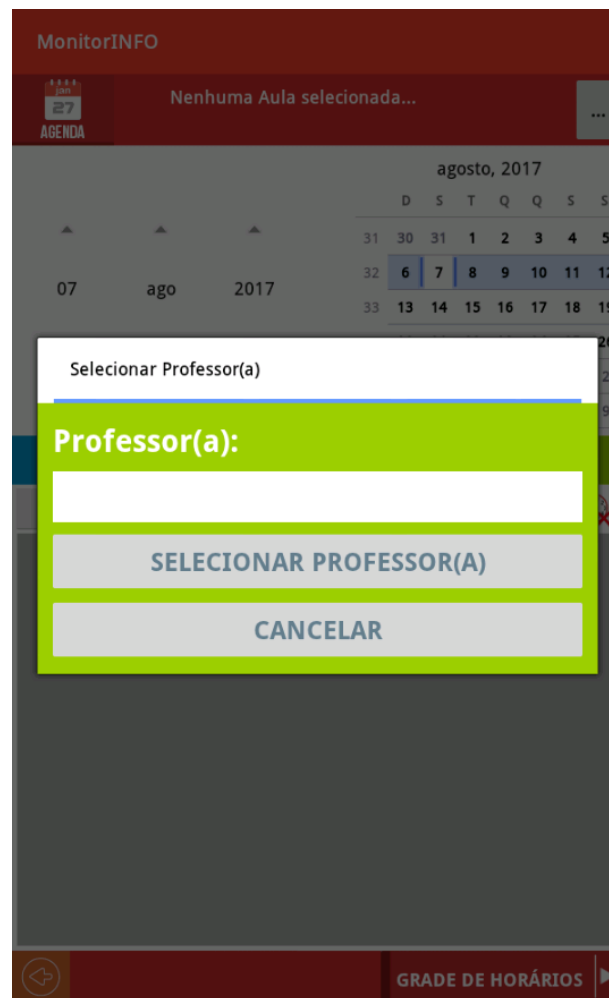 MonitorINFO
jan
27
AGENDA
Nenhuma Aula selecionada...
...
agosto, 2017
D S T Q Q S S
31 30 31 1 2 3 4 5
32 6 7 8 9 10 11 12
07 ago 2017
33 13 14 15 16 17 18 19
Selecionar Professor(a)
Professor(a):
SELECIONAR PROFESSOR(A)
CANCELAR
GRADE DE HORÁRIOS